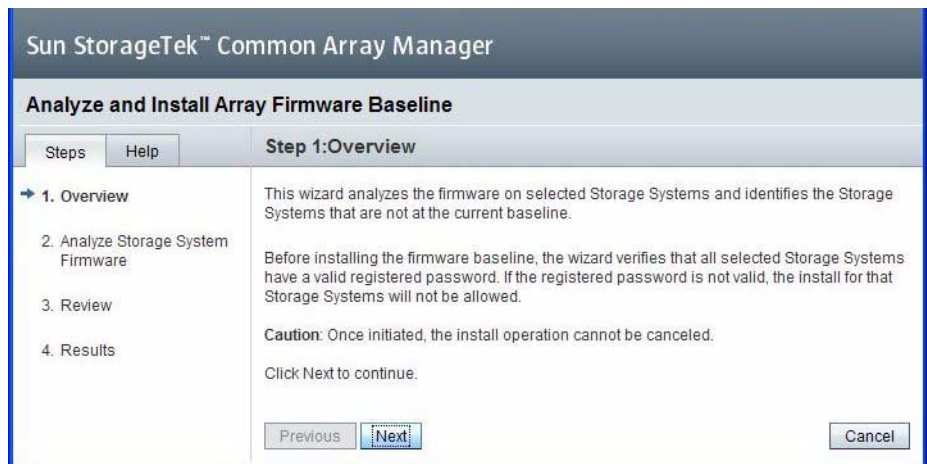 Sun StorageTek™ Common Array Manager
Analyze and Install Array Firmware Baseline
Steps
Help
Step 1:Overview
1. Overview
2. Analyze Storage System
Firmware
3. Review
4. Results
This wizard analyzes the firmware on selected Storage Systems and identifies the Storage
Systems that are not at the current baseline.
Before installing the firmware baseline, the wizard verifies that all selected Storage Systems
have a valid registered password. If the registered password is not valid, the install for that
Storage Systems will not be allowed.
Caution: Once initiated, the install operation cannot be canceled.
Click Next to continue.
Previous
Next
Cancel